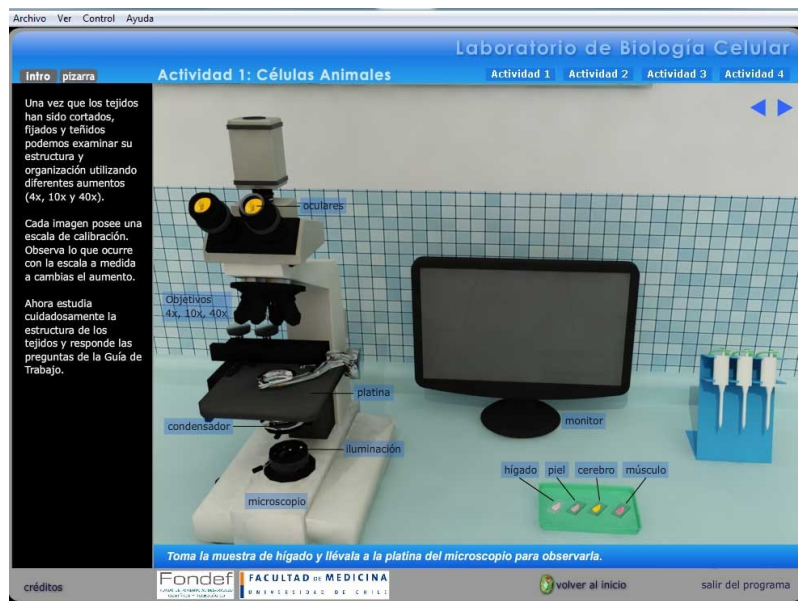 Archivo Ver Control Ayuda
Laboratorio de Biología Celular
Intro pizarra
Actividad 1: Células Animales
Actividad 1 Actividad 2 Actividad 3 Actividad 4
Una vez que los tejidos
han sido cortados,
fijados y teñidos
podemos examinar su
estructura y
organización utilizando
diferentes aumentos
(4x, 10x y 40x).
Cada imagen posee una
escala de calibración.
Observa lo que ocurre
con la escala a medida
a cambias el aumento.
Ahora estudia
cuidadosamente la
estructura de los
tejidos y responde las
preguntas de la Guía de
Trabajo.
oculares
Objetivos
4x, 10x, 40x
platina
condensador
iluminación
microscopio
monitor
hígado piel cerebro músculo
Toma la muestra de hígado y llévala a la platina del microscopio para observarla.
créditos
Fondef
FACULTAD DE MEDICINA
UNIVERSIDAD DE CHILE
volver al inicio
salir del programa